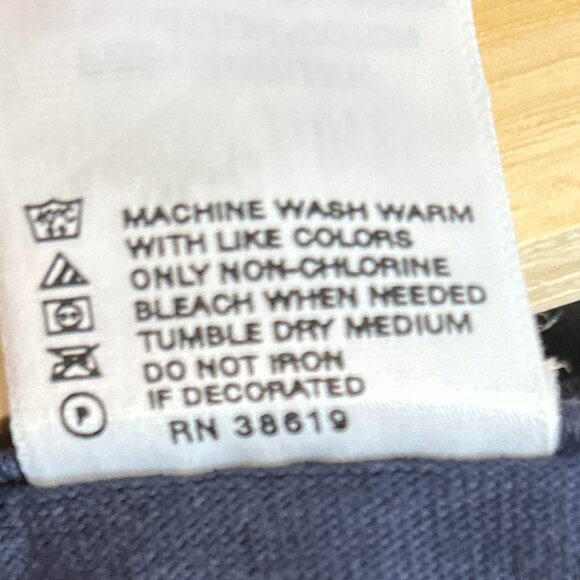 40°C
MACHINE WASH WARM
WITH LIKE COLORS
ONLY NON-CHLORINE
BLEACH WHEN NEEDED
TUMBLE DRY MEDIUM
DO NOT IRON
IF DECORATED
P
RN 38619